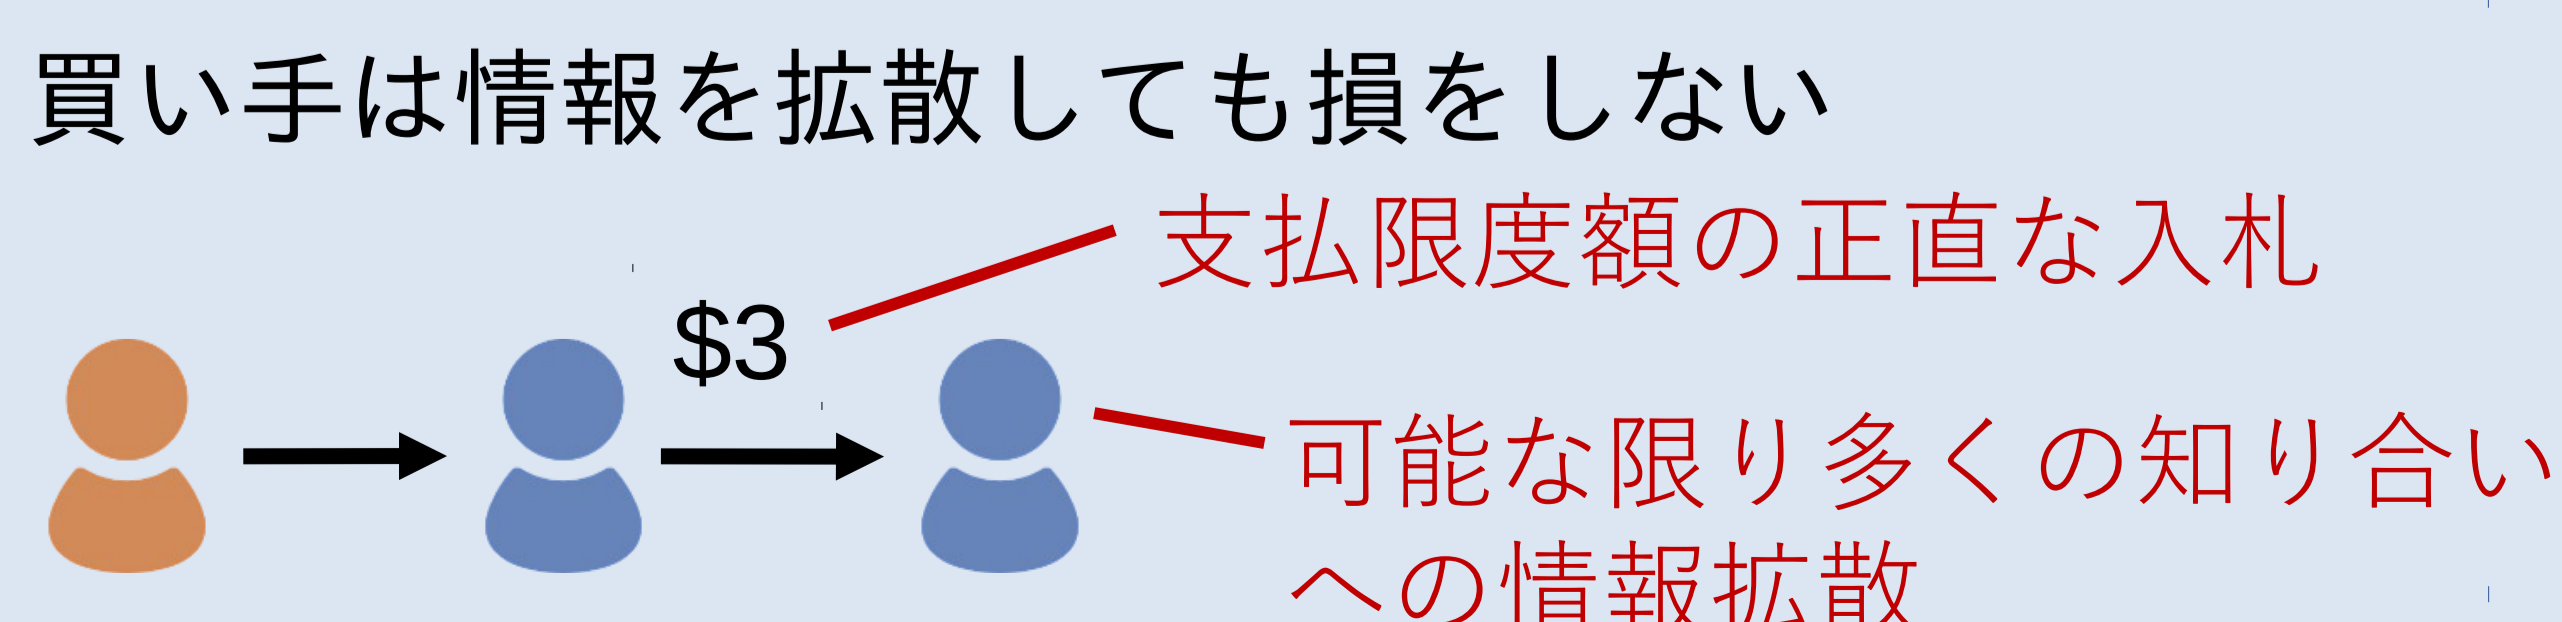 買い手は情報を拡散しても損をしない
支払限度額の正直な入札
$3
可能な限り多くの知り合い
への情報拡散